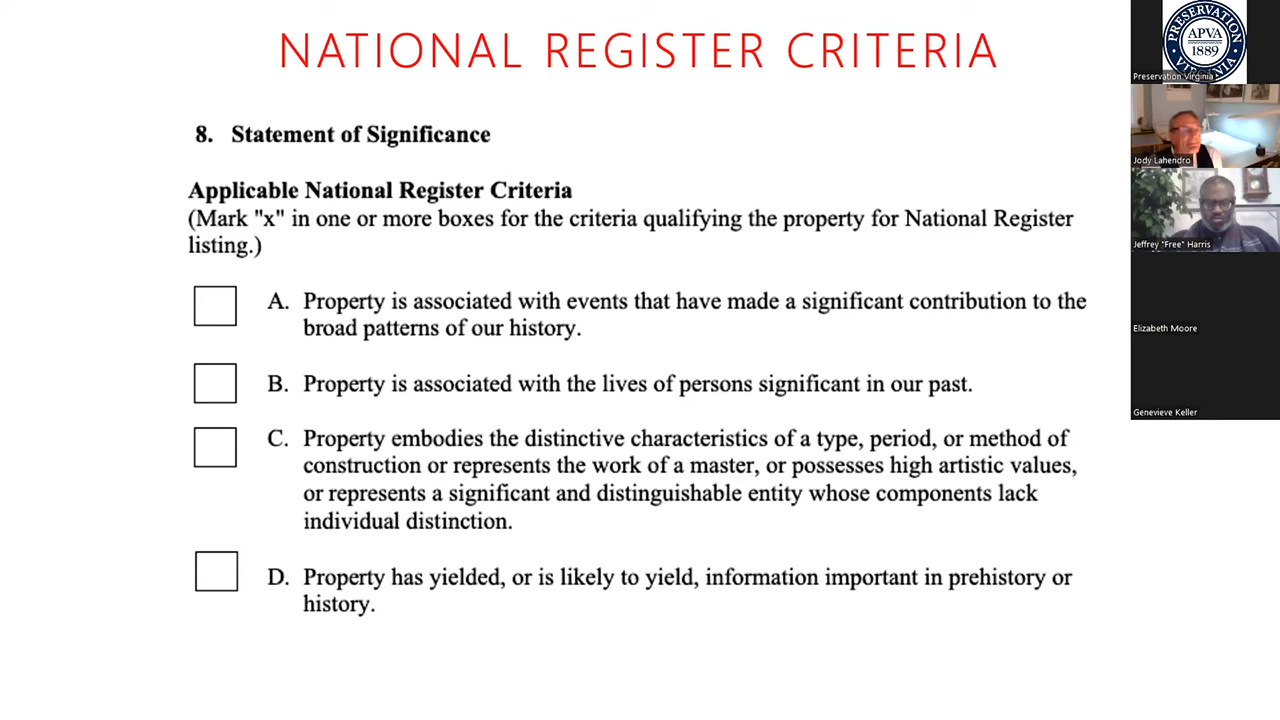 NATIONAL REGISTER CRITERIA
8. Statement of Significance
Applicable National Register Criteria
(Mark "x" in one or more boxes for the criteria qualifying the property for National Register
listing.)
A. Property is associated with events that have made a significant contribution to the
broad patterns of our history.
B. Property is associated with the lives of persons significant in our past.
C. Property embodies the distinctive characteristics of a type, period, or method of
construction or represents the work of a master, or possesses high artistic values,
or represents a significant and distinguishable entity whose components lack
individual distinction.
D. Property has yielded, or is likely to yield, information important in prehistory or
history.
PRESERVATION
APVA
1889
VIRGINIA
Preservation Virginia
Jody Lahendro
Jeffrey "Free" Harris
Elizabeth Moore
Genevieve Keller